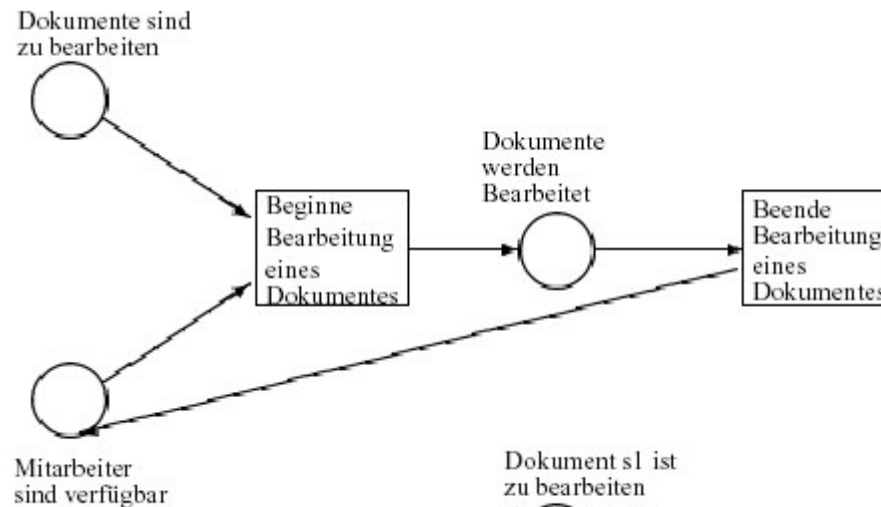 Dokumente sind
zu bearbeiten
Dokumente
werden
Bearbeitet
Beginne
Bearbeitung
eines
Dokumentes
Beende
Bearbeitung
eines
Dokumentes
Mitarbeiter
sind verfügbar
Dokument s1 ist
zu bearbeiten